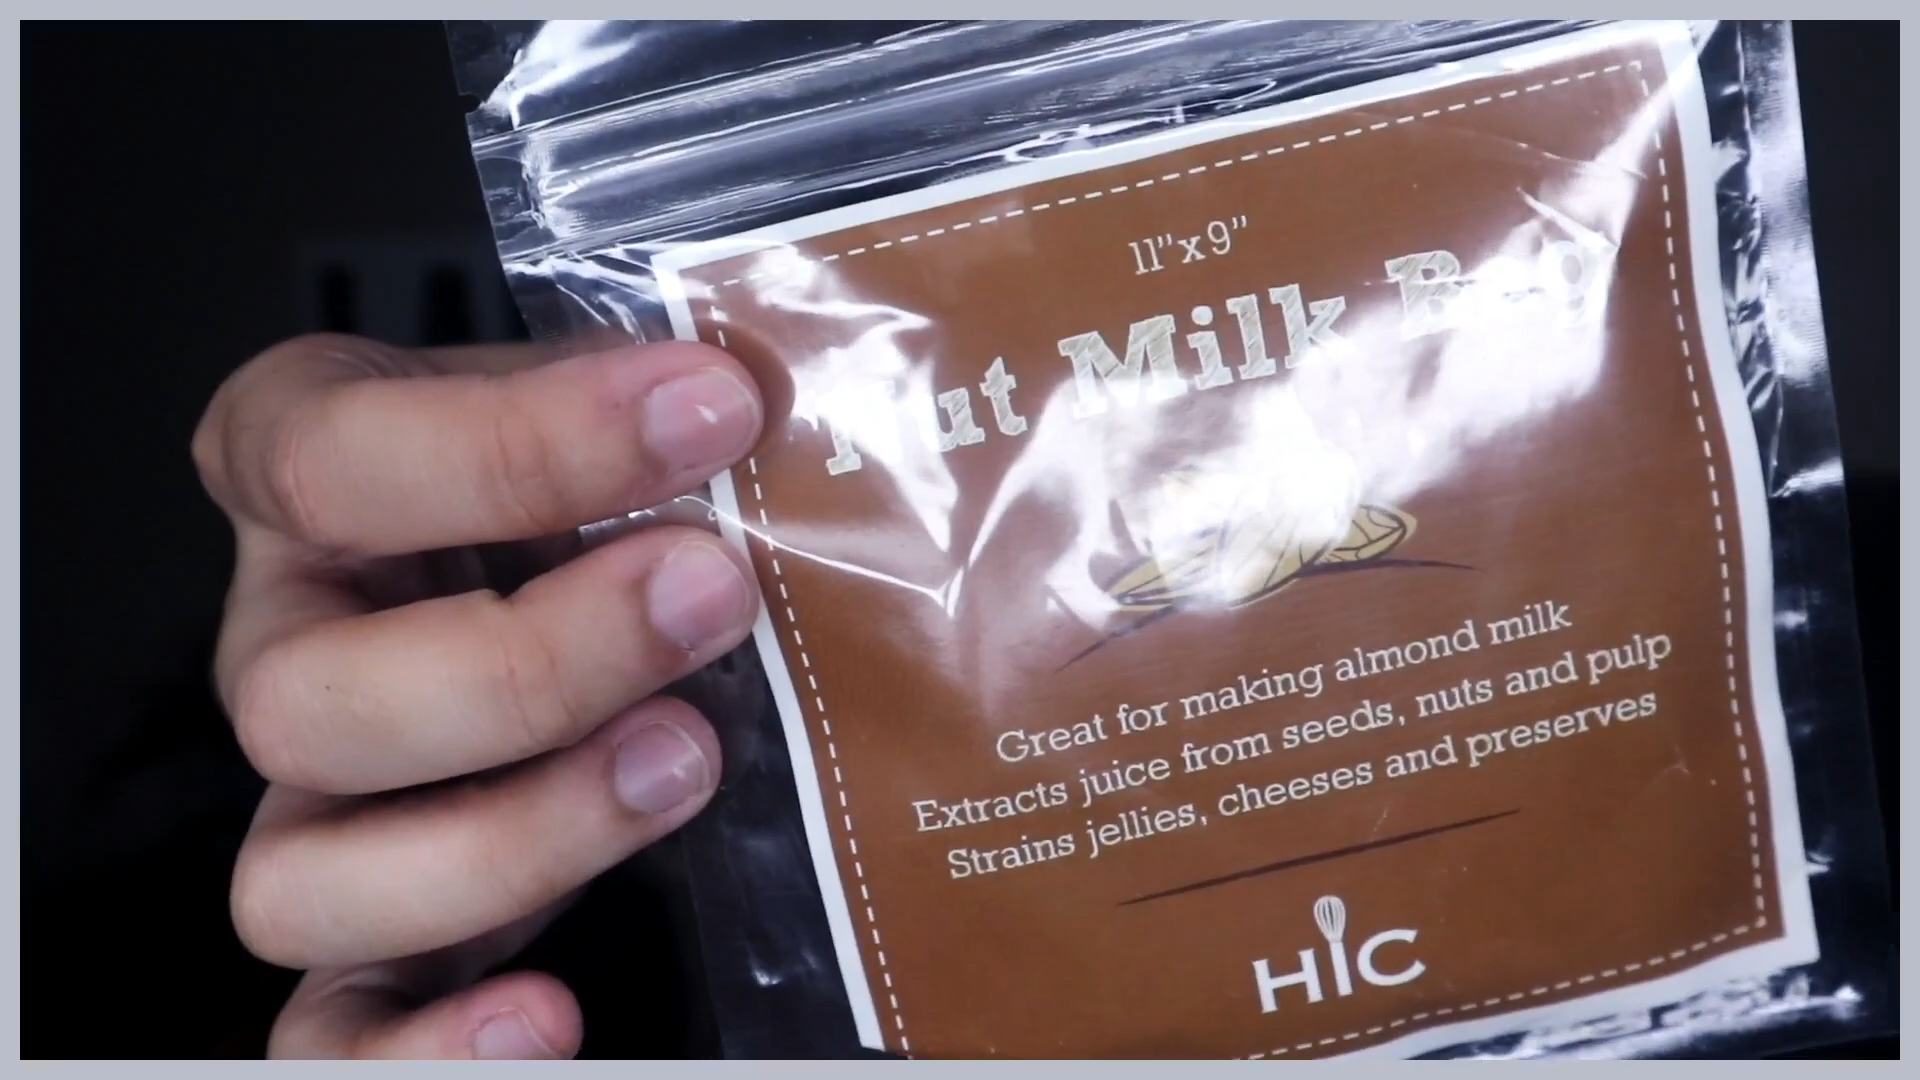 11"x9"
Nut Milk Bag
Great for making almond milk
Extracts juice from seeds, nuts and pulp
Strains jellies, cheeses and preserves
HIC